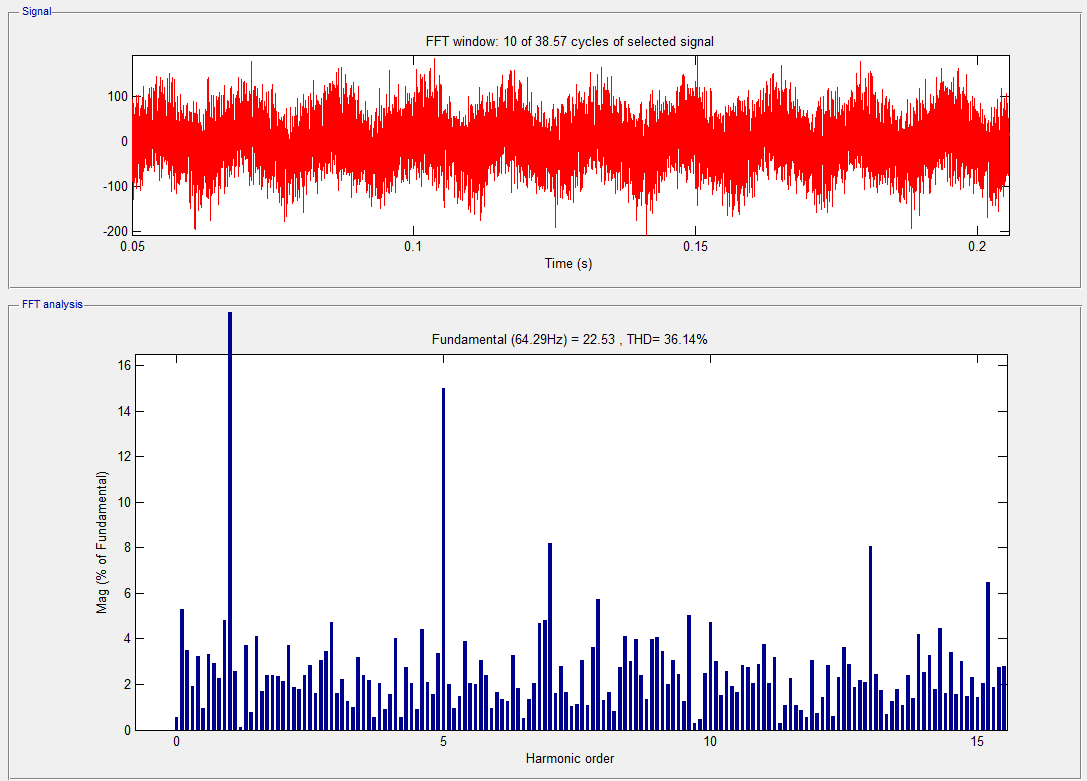 Signal
FFT window: 10 of 38.57 cycles of selected signal
100
0
-100
-200
0.05 0.1 0.15 0.2
Time (s)
FFT analysis
Fundamental (64.29Hz) = 22.53 , THD= 36.14%
16
14
12
10
8
6
4
2
0
Mag (% of Fundamental)
0 5 10 15
Harmonic order